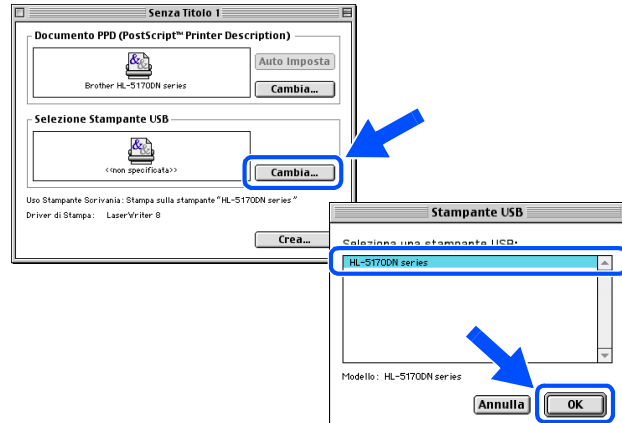 Senza Titolo 1
Documento PPD (PostScript™ Printer Description)
Brother HL-5170DN series
Auto Imposta
Cambia...
Selezione Stampante USB
<<non specificata>>
Cambia...
Uso Stampante Scrivania: Stampa sulla stampante "HL-5170DN series"
Driver di Stampa: LaserWriter 8
Crea...
Stampante USB
Seleziona una stampante USB:
HL-5170DN series
Modello: HL-5170DN series
Annulla
OK